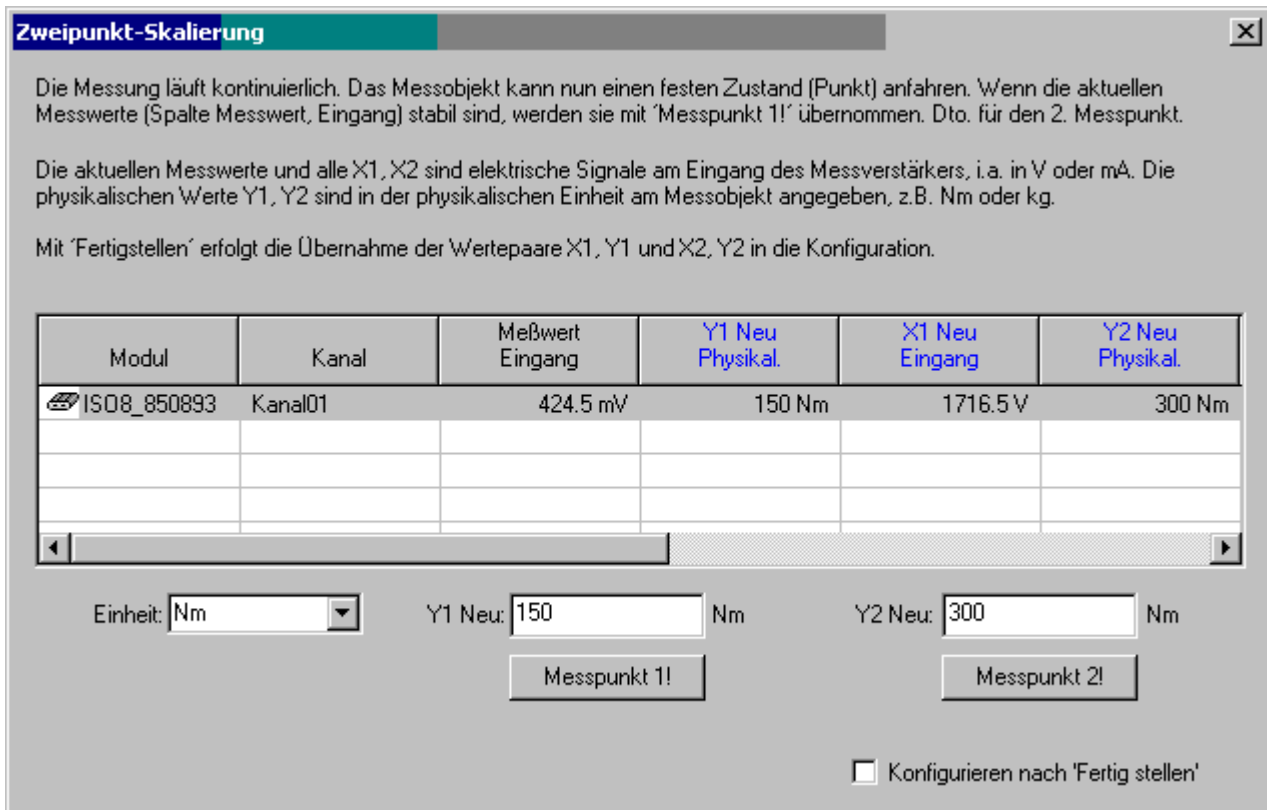 Zweipunkt-Skalierung
Die Messung läuft kontinuierlich. Das Messobjekt kann nun einen festen Zustand (Punkt) anfahren. Wenn die aktuellen
Messwerte (Spalte Messwert, Eingang) stabil sind, werden sie mit ´Messpunkt 1!´ übernommen. Dto. für den 2. Messpunkt.
Die aktuellen Messwerte und alle X1, X2 sind elektrische Signale am Eingang des Messverstärkers, i.a. in V oder mA. Die
physikalischen Werte Y1, Y2 sind in der physikalischen Einheit am Messobjekt angegeben, z.B. Nm oder kg.
Mit ´Fertigstellen´ erfolgt die Übernahme der Wertepaare X1, Y1 und X2, Y2 in die Konfiguration.
Modul Kanal Meßwert Eingang Y1 Neu Physikal. X1 Neu Eingang Y2 Neu Physikal.
ISO8_850893 Kanal01 424.5 mV 150 Nm 1716.5 V 300 Nm
Einheit: Nm Y1 Neu: 150 Nm Y2 Neu: 300 Nm
Messpunkt 1! Messpunkt 2!
Konfigurieren nach 'Fertig stellen'